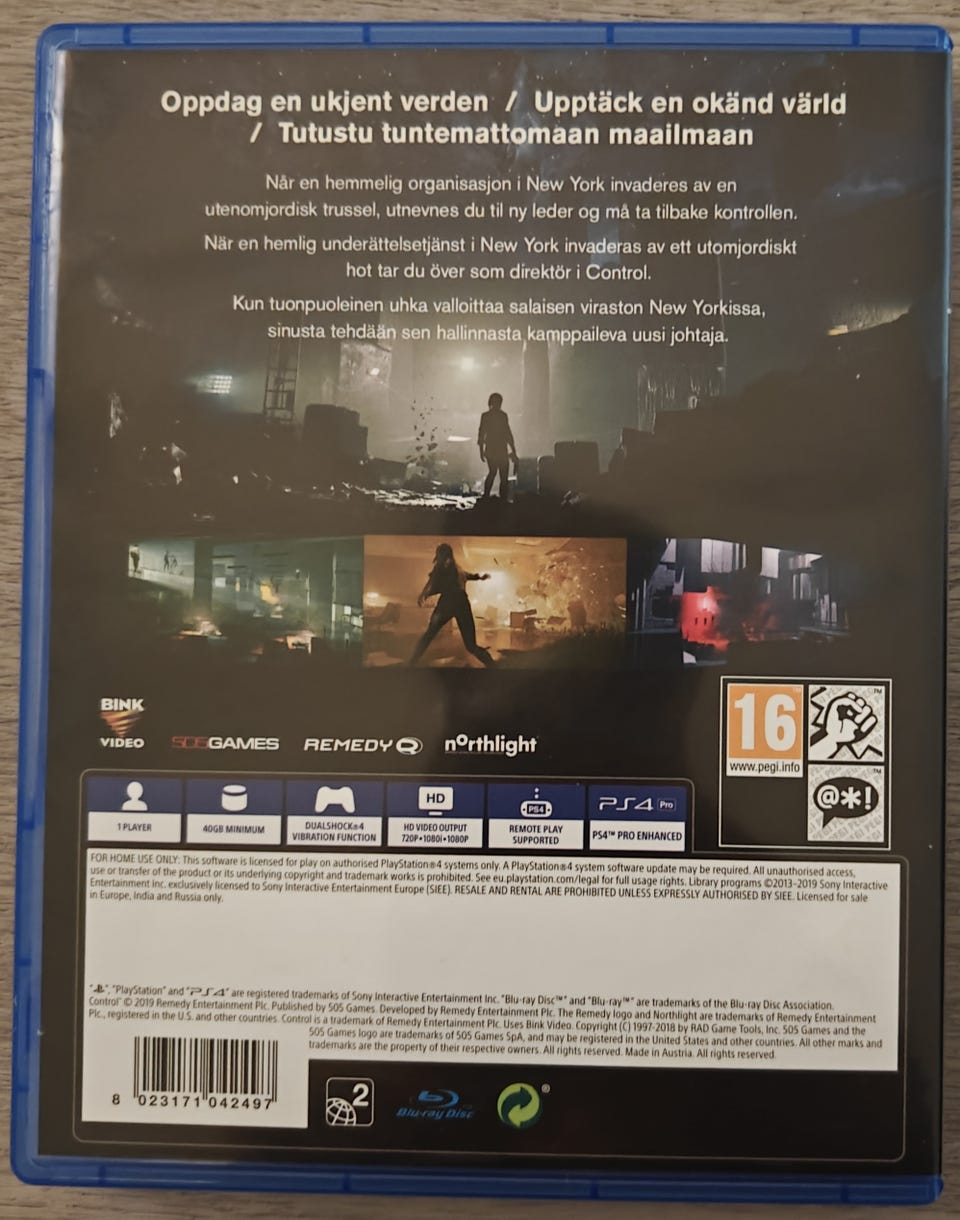 Oppdag en ukjent verden / Upptäck en okänd värld
/ Tutustu tuntemattomaan maailmaan
Når en hemmelig organisasjon i New York invaderes av en
utenomjordisk trussel, utnevnes du til ny leder og må ta tilbake kontrollen.
När en hemlig underättelsetjänst i New York invaderas av ett utomjordiskt
hot tar du över som direktör i Control.
Kun tuonpuoleinen uhka valloittaa salaisen viraston New Yorkissa,
sinusta tehdään sen hallinnasta kamppaileva uusi johtaja.
BINK
VIDEO
505 GAMES
REMEDY
northlight
16
www.pegi.info
@*!
1 PLAYER
40GB MINIMUM
DUALSHOCK®4
VIBRATION FUNCTION
HD
HD VIDEO OUTPUT
720P•1080i•1080P
PS4
REMOTE PLAY
SUPPORTED
PS4 Pro
PS4™ PRO ENHANCED
FOR HOME USE ONLY: This software is licensed for play on authorised PlayStation®4 systems only. A PlayStation®4 system software update may be required. All unauthorised access,
use or transfer of the product or its underlying copyright and trademark works is prohibited. See eu.playstation.com/legal for full usage rights. Library programs ©2013-2019 Sony Interactive
Entertainment Inc. exclusively licensed to Sony Interactive Entertainment Europe (SIEE). RESALE AND RENTAL ARE PROHIBITED UNLESS EXPRESSLY AUTHORISED BY SIEE. Licensed for sale
in Europe, India and Russia only.
"PlayStation" and "PS4" are registered trademarks of Sony Interactive Entertainment Inc. "Blu-ray Disc™" and "Blu-ray™" are trademarks of the Blu-ray Disc Association.
Control © 2019 Remedy Entertainment Plc. Published by 505 Games. Developed by Remedy Entertainment Plc. The Remedy logo and Northlight are trademarks of Remedy Entertainment
Plc., registered in the U.S. and other countries. Control is a trademark of Remedy Entertainment Plc. Uses Bink Video. Copyright (C) 1997-2018 by RAD Game Tools, Inc. 505 Games and the
505 Games logo are trademarks of 505 Games SpA, and may be registered in the United States and other countries. All other marks and
trademarks are the property of their respective owners. All rights reserved. Made in Austria. All rights reserved.
8 023171 042497
2
Blu-ray Disc